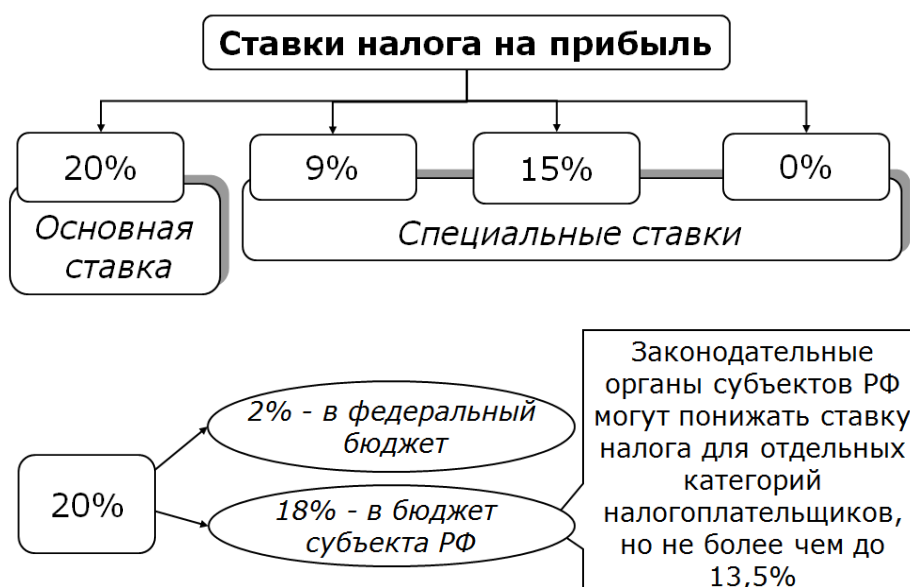 Ставки налога на прибыль
20%
9%
15%
0%
Основная
ставка
Специальные ставки
20%
2% - в федеральный
бюджет
18% - в бюджет
субъекта РФ
Законодательные
органы субъектов РФ
могут понижать ставку
налога для отдельных
категорий
налогоплательщиков,
но не более чем до
13,5%